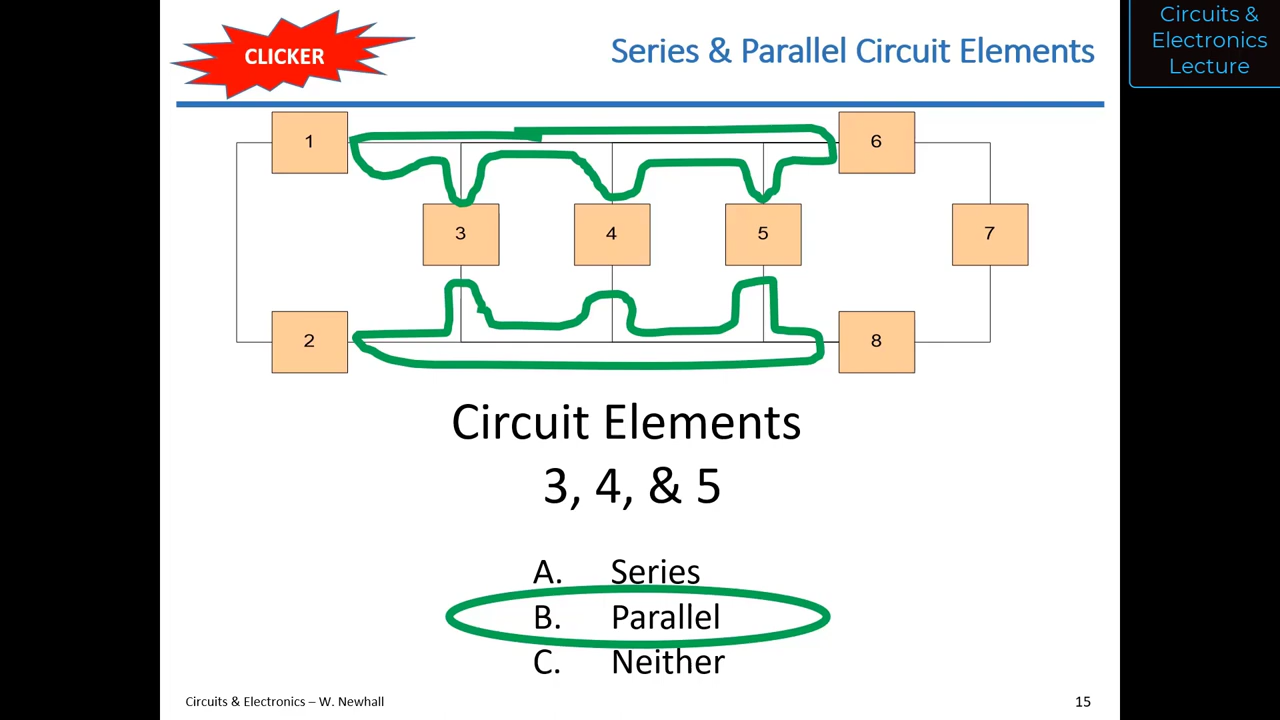 CLICKER
Series & Parallel Circuit Elements
Circuits &
Electronics
Lecture
1
6
3
4
5
7
2
8
Circuit Elements
3, 4, & 5
A. Series
B. Parallel
C. Neither
Circuits & Electronics – W. Newhall
15